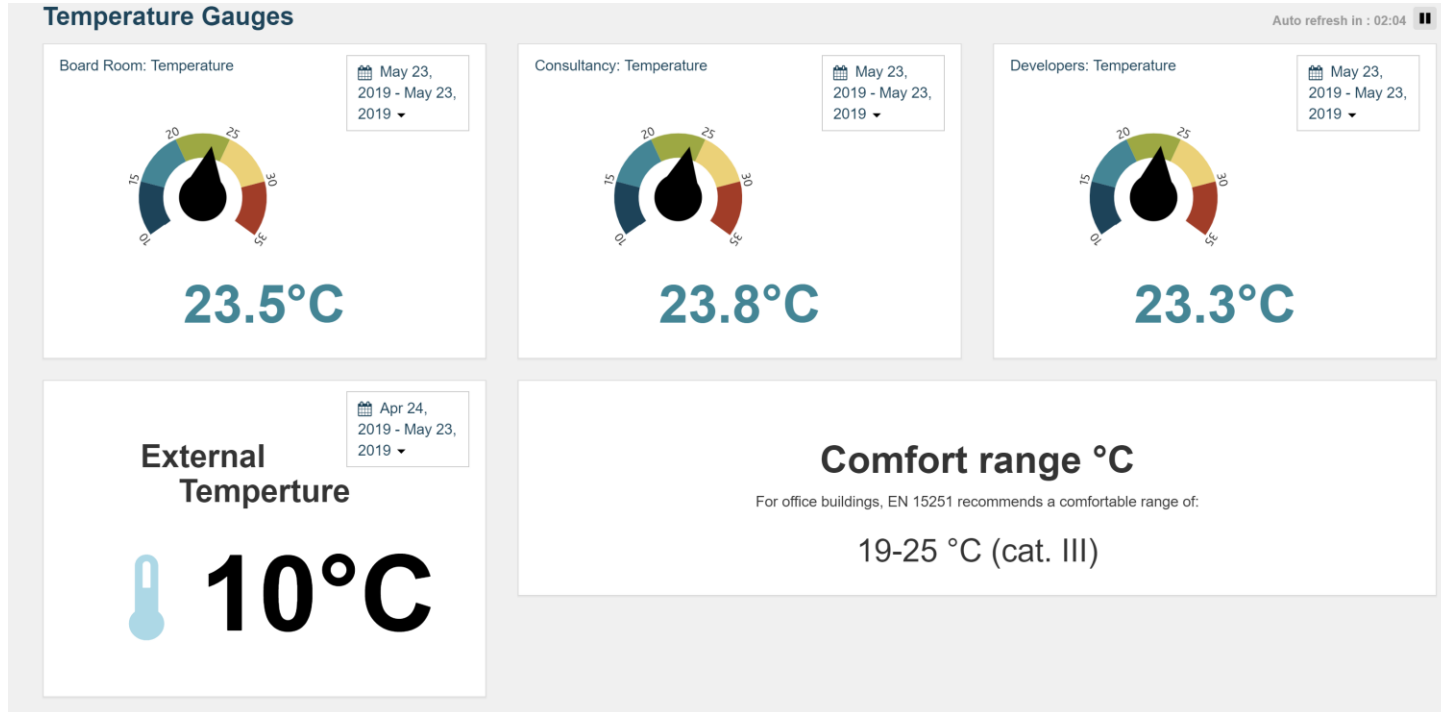 Temperature Gauges
Auto refresh in : 02:04
Board Room: Temperature
May 23,
2019 - May 23,
2019
10
15
20
25
30
35
23.5°C
Consultancy: Temperature
May 23,
2019 - May 23,
2019
10
15
20
25
30
35
23.8°C
Developers: Temperature
May 23,
2019 - May 23,
2019
10
15
20
25
30
35
23.3°C
Apr 24,
2019 - May 23,
2019
External
Temperture
10°C
Comfort range °C
For office buildings, EN 15251 recommends a comfortable range of:
19-25 °C (cat. III)